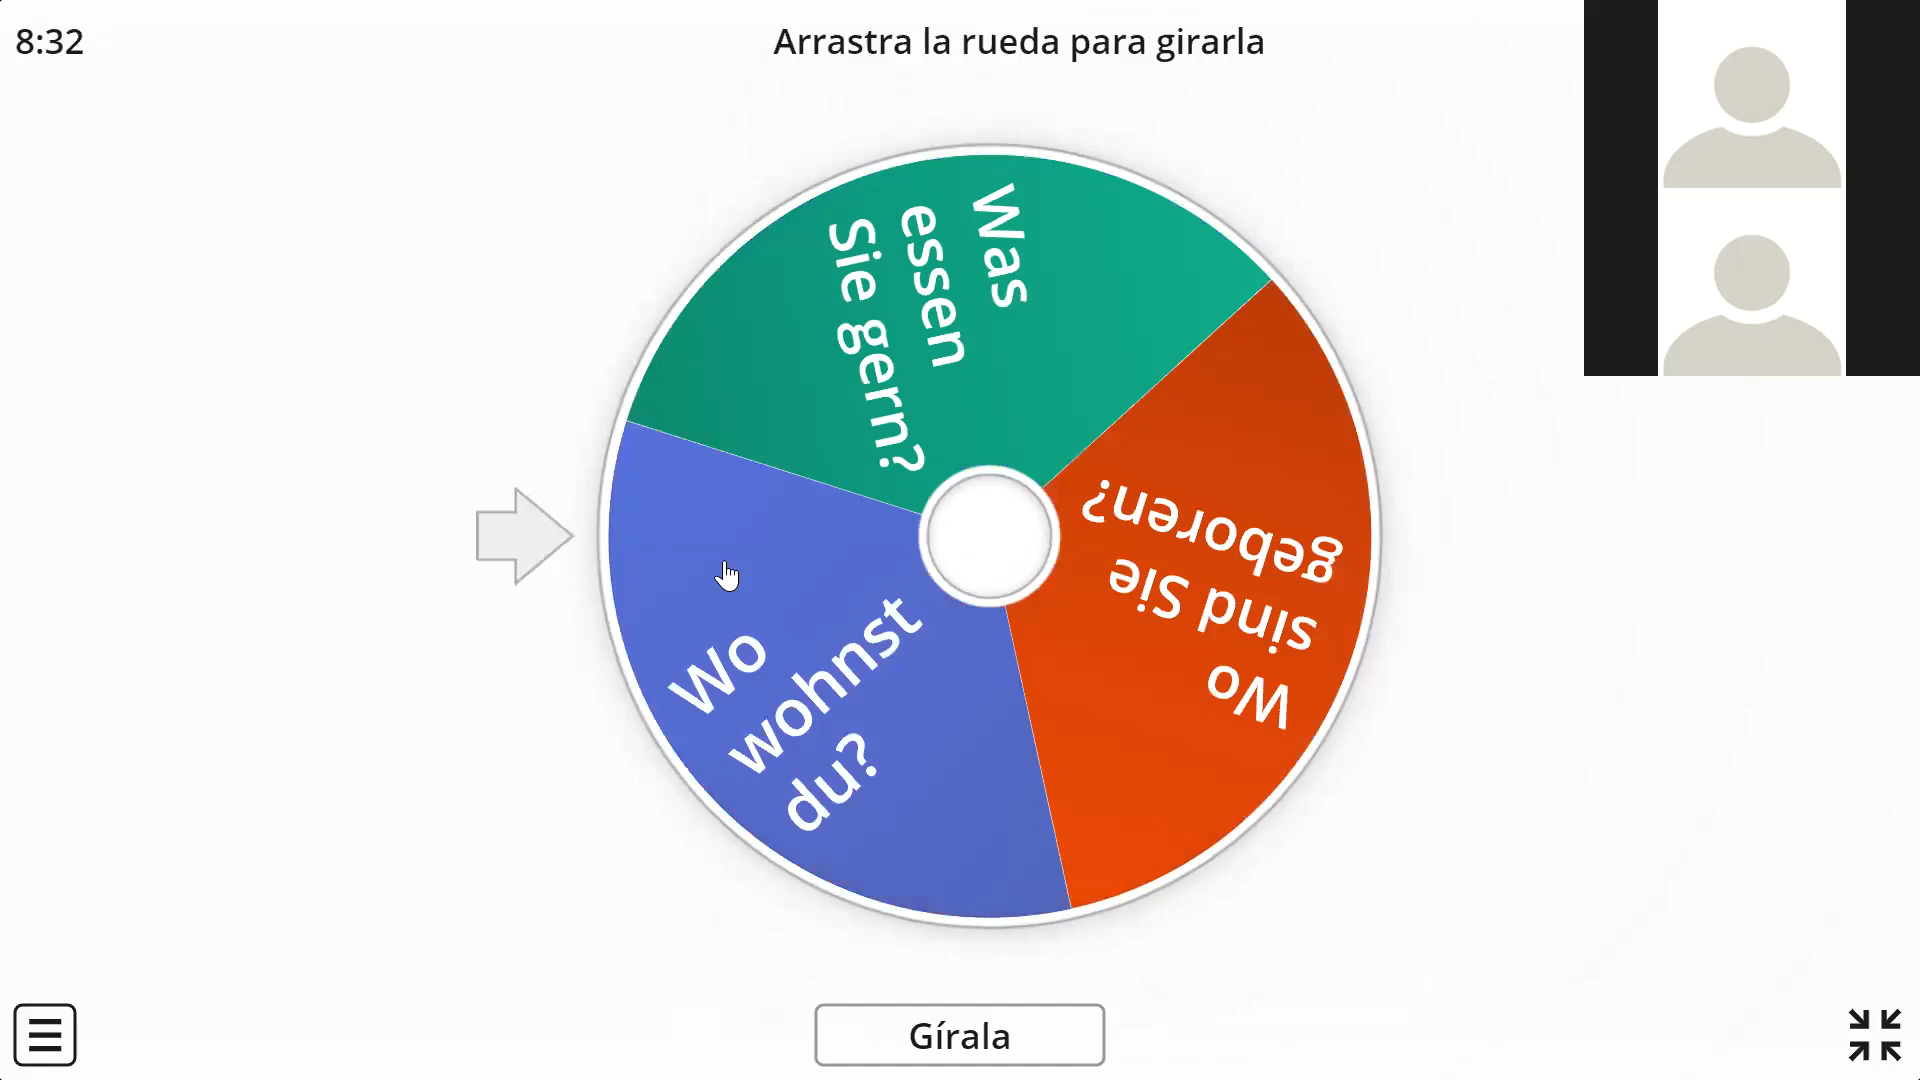 8:32
Arrastra la rueda para girarla
Was
essen
Sie gern?
Wo
sind Sie
geboren?
Wo
wohnst
du?
Gírala